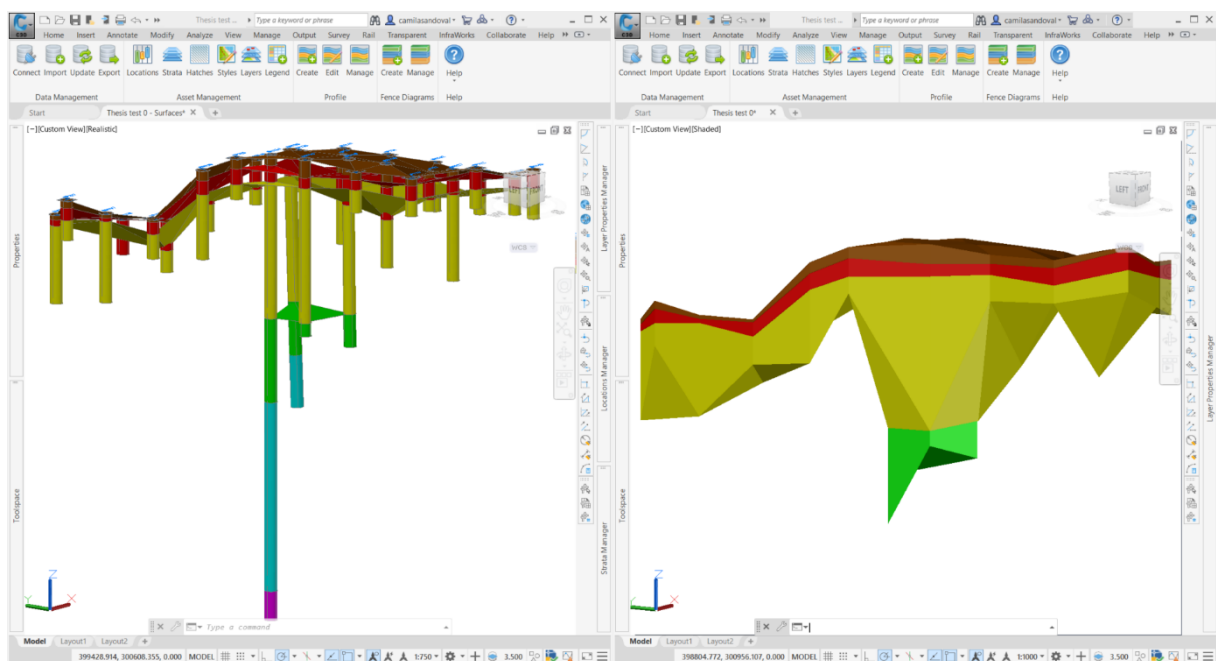 Thesis test ... Type a keyword or phrase camilasandoval
C3D Home Insert Annotate Modify Analyze View Manage Output Survey Rail Transparent InfraWorks Collaborate Help
Connect Import Update Export Locations Strata Hatches Styles Layers Legend Create Edit Manage Create Manage Help
Data Management Asset Management Profile Fence Diagrams Help
Start Thesis test 0 - Surfaces*
[−][Custom View][Realistic]
LEFT
WCS
Properties
Toolspace
Layer Properties Manager
Locations Manager
Strata Manager
Z
X
Type a command
Model Layout1 Layout2
399428.914, 300608.355, 0.000 MODEL 1:750 3.500
Thesis test ... Type a keyword or phrase camilasandoval
C3D Home Insert Annotate Modify Analyze View Manage Output Survey Rail Transparent InfraWorks Collaborate Help
Connect Import Update Export Locations Strata Hatches Styles Layers Legend Create Edit Manage Create Manage Help
Data Management Asset Management Profile Fence Diagrams Help
Start Thesis test 0*
[−][Custom View][Shaded]
LEFT FRONT
WCS
Properties
Toolspace
Layer Properties Manager
Z
X
Model Layout1 Layout2
398804.772, 300956.107, 0.000 MODEL 1:1000 3.500